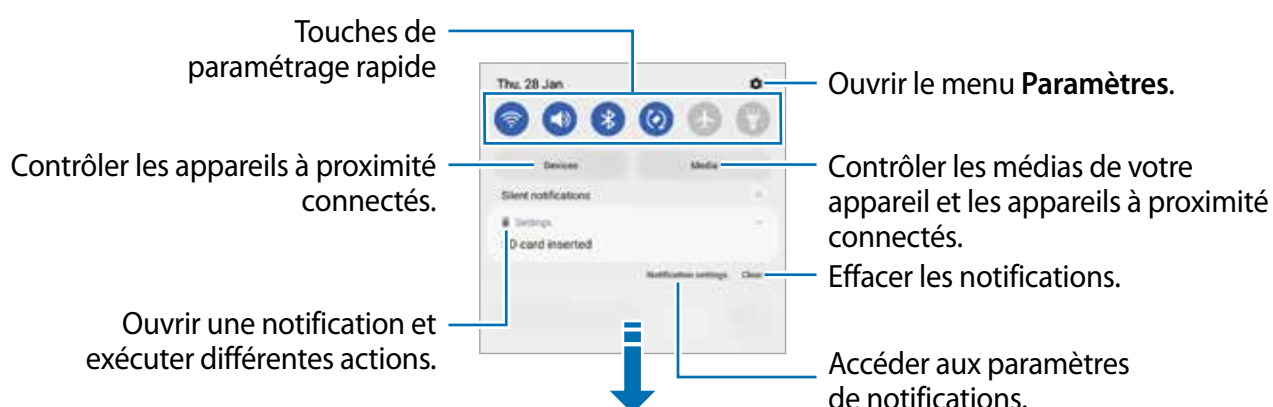 Touches de
paramétrage rapide
Thu, 28 Jan
Ouvrir le menu Paramètres.
Contrôler les appareils à proximité
connectés.
Devices
Media
Contrôler les médias de votre
appareil et les appareils à proximité
connectés.
Silent notifications
Settings
D card inserted
Notification settings
Clear
Effacer les notifications.
Ouvrir une notification et
exécuter différentes actions.
Accéder aux paramètres
de notifications.